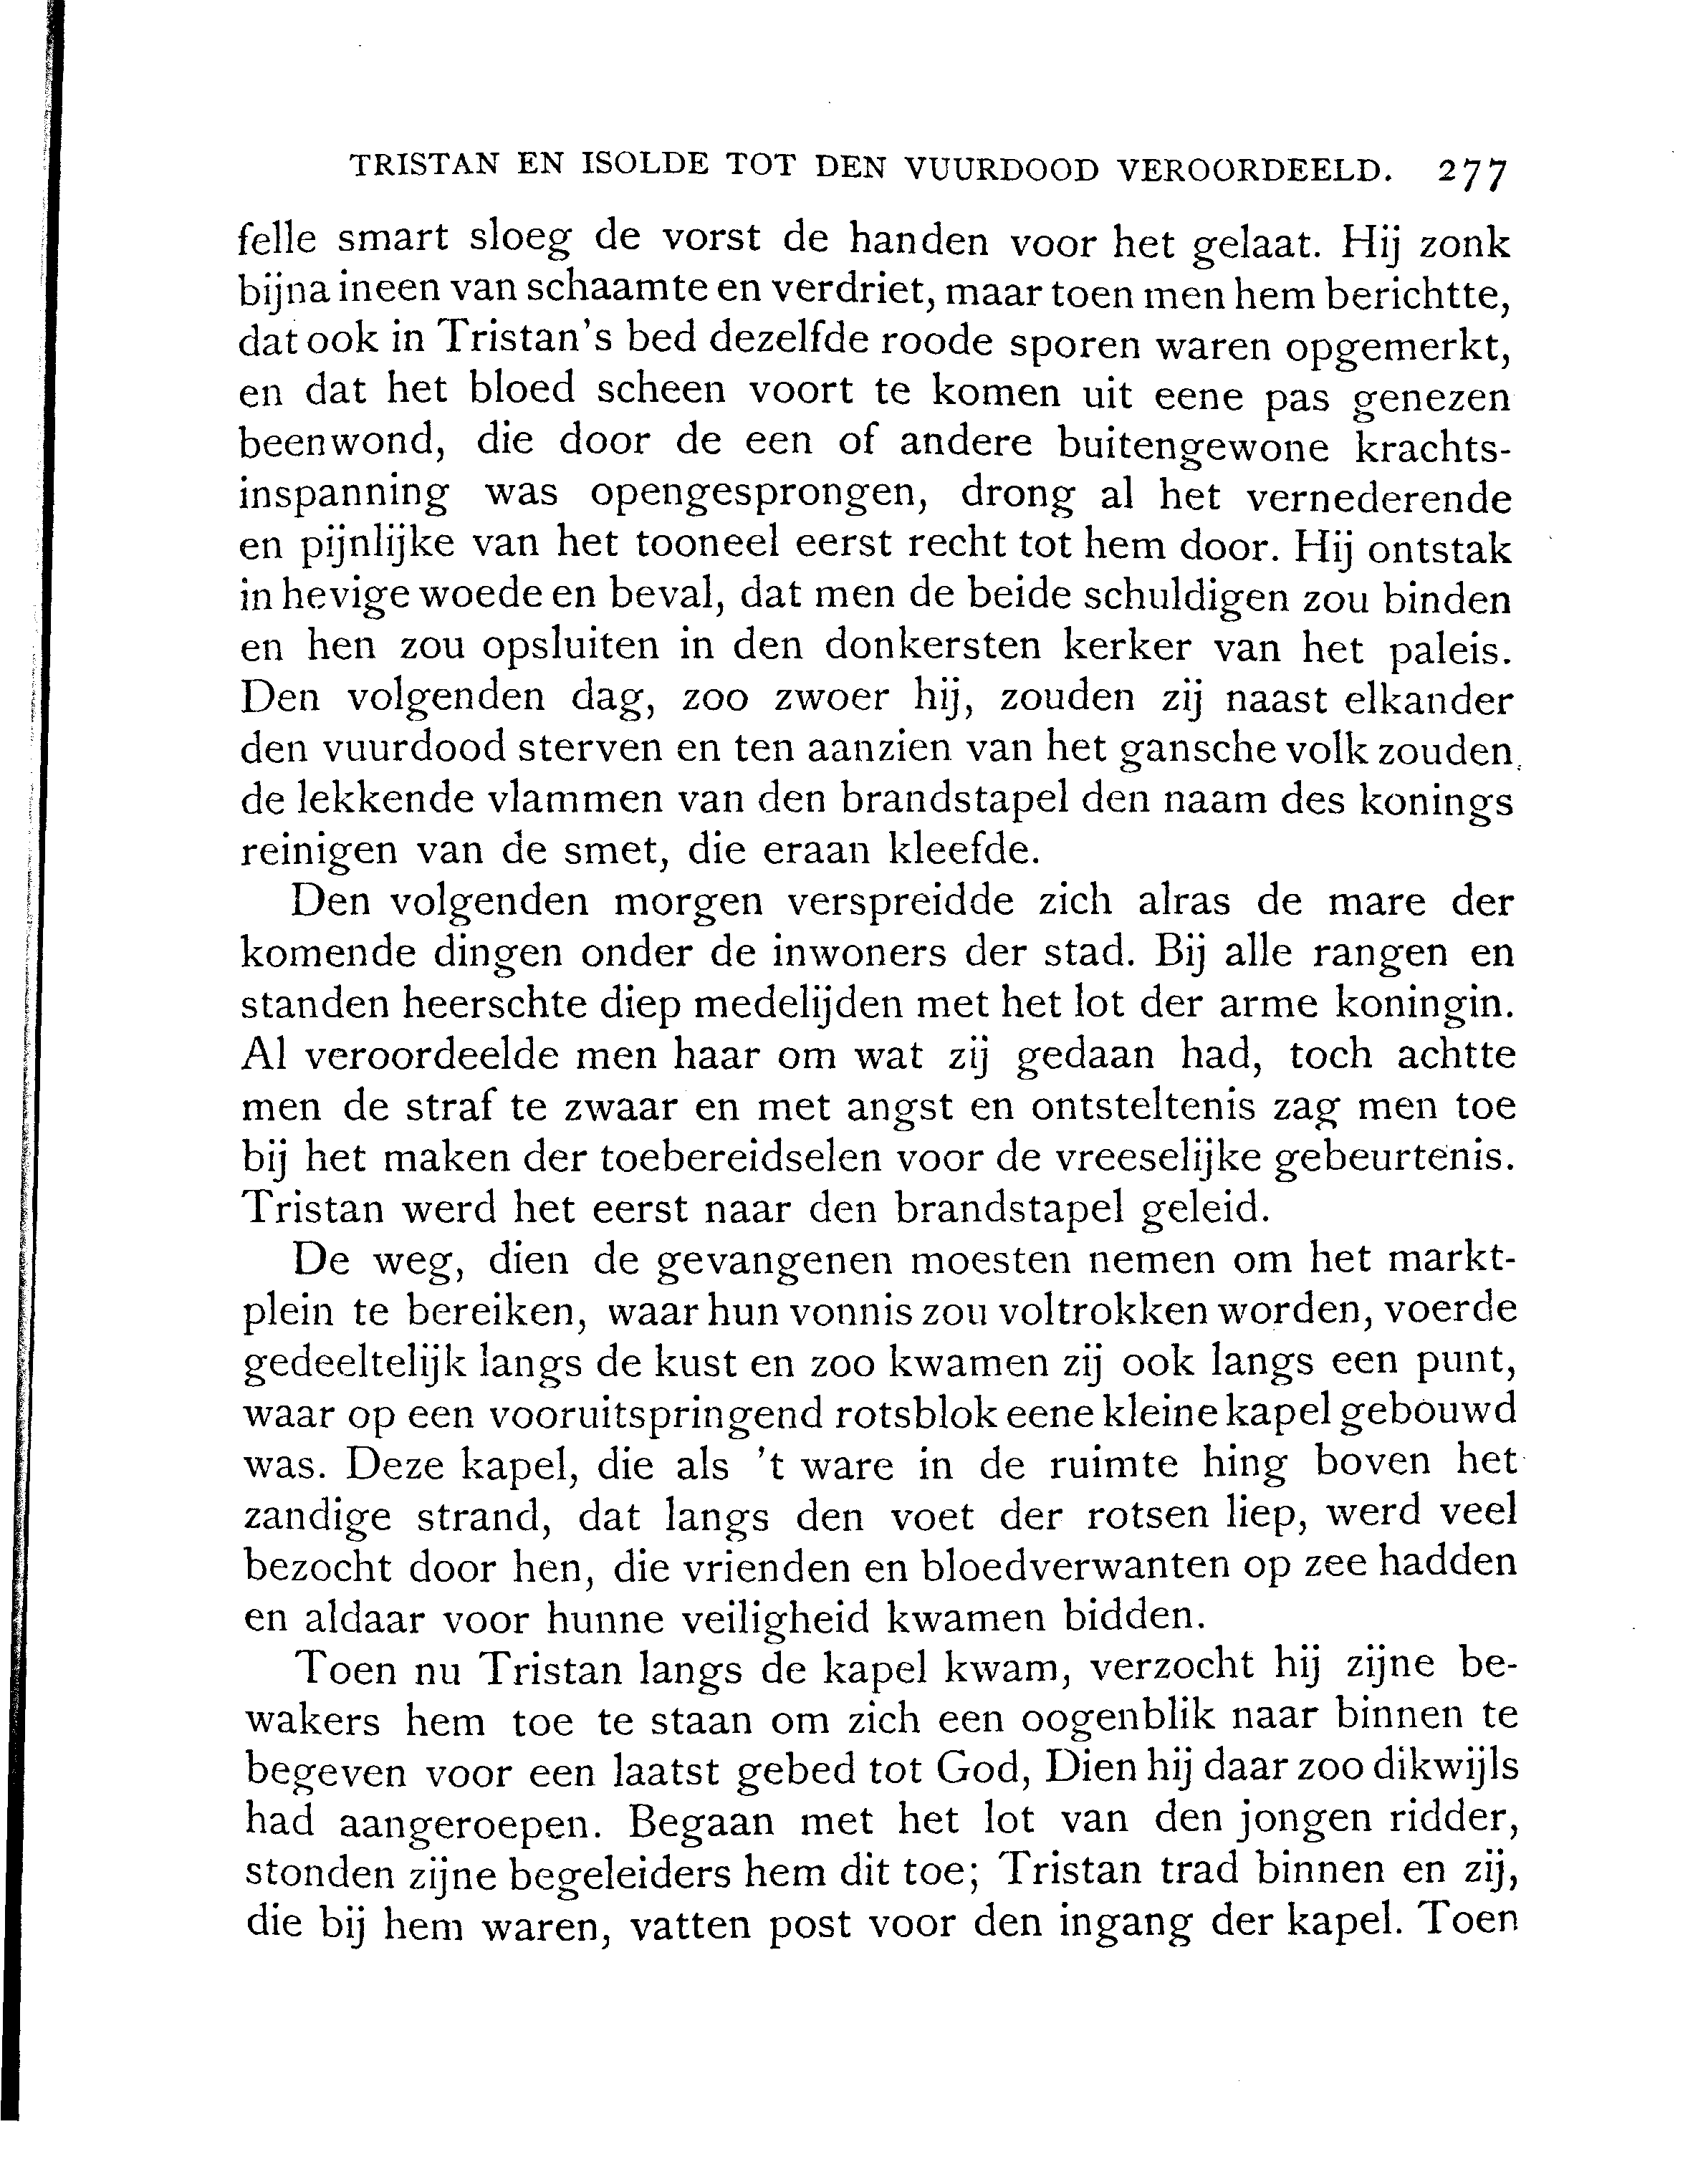 TRISTAN EN ISOLDE TOT DEN VUURDOOD VEROORDEELD. 277
felle smart sloeg de vorst de handen voor het gelaat. Hij zonk
bijna ineen van schaamte en verdriet, maar toen men hem berichtte,
dat ook in Tristan's bed dezelfde roode sporen waren opgemerkt,
en dat het bloed scheen voort te komen uit eene pas genezen
beenwond, die door de een of andere buitengewone krachts-
inspanning was opengesprongen, drong al het vernederende
en pijnlijke van het tooneel eerst recht tot hem door. Hij ontstak
in hevige woede en beval, dat men de beide schuldigen zou binden
en hen zou opsluiten in den donkersten kerker van het paleis.
Den volgenden dag, zoo zwoer hij, zouden zij naast elkander
den vuurdood sterven en ten aanzien van het gansche volk zouden
de lekkende vlammen van den brandstapel den naam des konings
reinigen van de smet, die eraan kleefde.
Den volgenden morgen verspreidde zich alras de mare der
komende dingen onder de inwoners der stad. Bij alle rangen en
standen heerschte diep medelijden met het lot der arme koningin.
Al veroordeelde men haar om wat zij gedaan had, toch achtte
men de straf te zwaar en met angst en ontsteltenis zag men toe
bij het maken der toebereidselen voor de vreeselijke gebeurtenis.
Tristan werd het eerst naar den brandstapel geleid.
De weg, dien de gevangenen moesten nemen om het markt-
plein te bereiken, waar hun vonnis zou voltrokken worden, voerde
gedeeltelijk langs de kust en zoo kwamen zij ook langs een punt,
waar op een vooruitspringend rotsblok eene kleine kapel gebouwd
was. Deze kapel, die als 't ware in de ruimte hing boven het
zandige strand, dat langs den voet der rotsen liep, werd veel
bezocht door hen, die vrienden en bloedverwanten op zee hadden
en aldaar voor hunne veiligheid kwamen bidden.
Toen nu Tristan langs de kapel kwam, verzocht hij zijne be-
wakers hem toe te staan om zich een oogenblik naar binnen te
begeven voor een laatst gebed tot God, Dien hij daar zoo dikwijls
had aangeroepen. Begaan met het lot van den jongen ridder,
stonden zijne begeleiders hem dit toe; Tristan trad binnen en zij,
die bij hem waren, vatten post voor den ingang der kapel. Toen